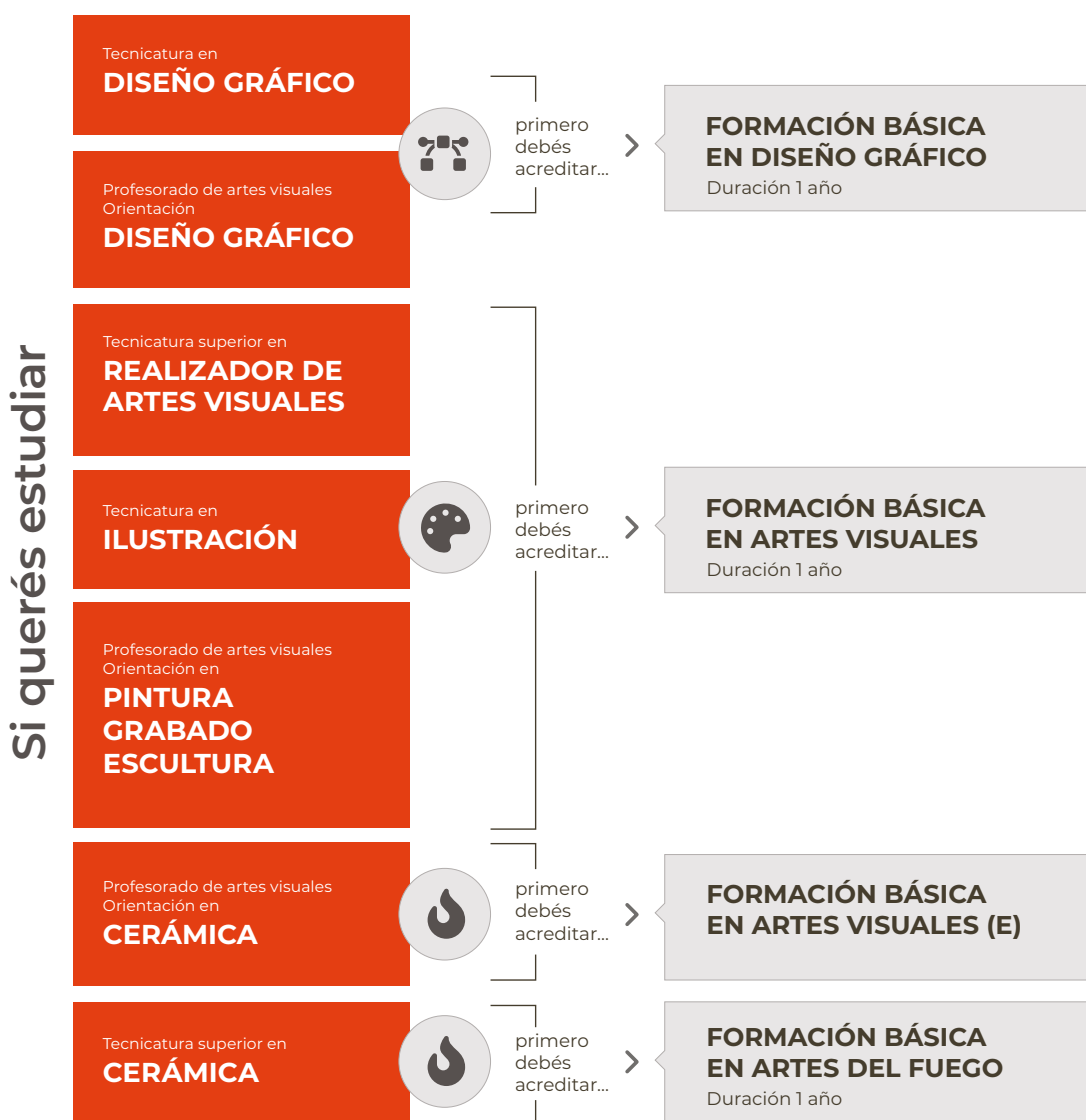 Si querés estudiar
Tecnicatura en
DISEÑO GRÁFICO
Profesorado de artes visuales
Orientación
DISEÑO GRÁFICO
primero
debés
acreditar...
FORMACIÓN BÁSICA
EN DISEÑO GRÁFICO
Duración 1 año
Tecnicatura superior en
REALIZADOR DE
ARTES VISUALES
Tecnicatura en
ILUSTRACIÓN
Profesorado de artes visuales
Orientación en
PINTURA
GRABADO
ESCULTURA
primero
debés
acreditar...
FORMACIÓN BÁSICA
EN ARTES VISUALES
Duración 1 año
Profesorado de artes visuales
Orientación en
CERÁMICA
primero
debés
acreditar...
FORMACIÓN BÁSICA
EN ARTES VISUALES (E)
Tecnicatura superior en
CERÁMICA
primero
debés
acreditar...
FORMACIÓN BÁSICA
EN ARTES DEL FUEGO
Duración 1 año